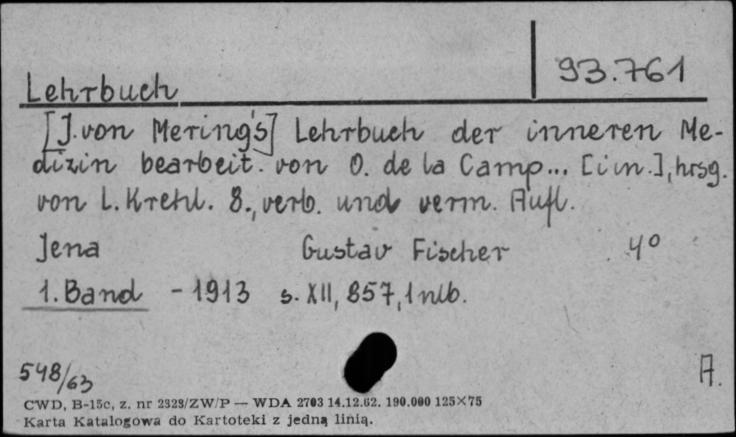 93.761
Lehrbuch
[J. von Mering's] Lehrbuch der inneren Me-
dizin bearbeit. von O. de la Camp... [i in.], hrsg.
von L. Krehl. 8., verb. und verm. Aufl.
Jena Gustav Fischer 4°
1. Band - 1913 s. XII, 857, 1 nlb.
548/63 A.
CWD, B-15c, z. nr 2323/ZW/P — WDA 2703 14.12.62. 190.000 125×75
Karta Katalogowa do Kartoteki z jedną linią.